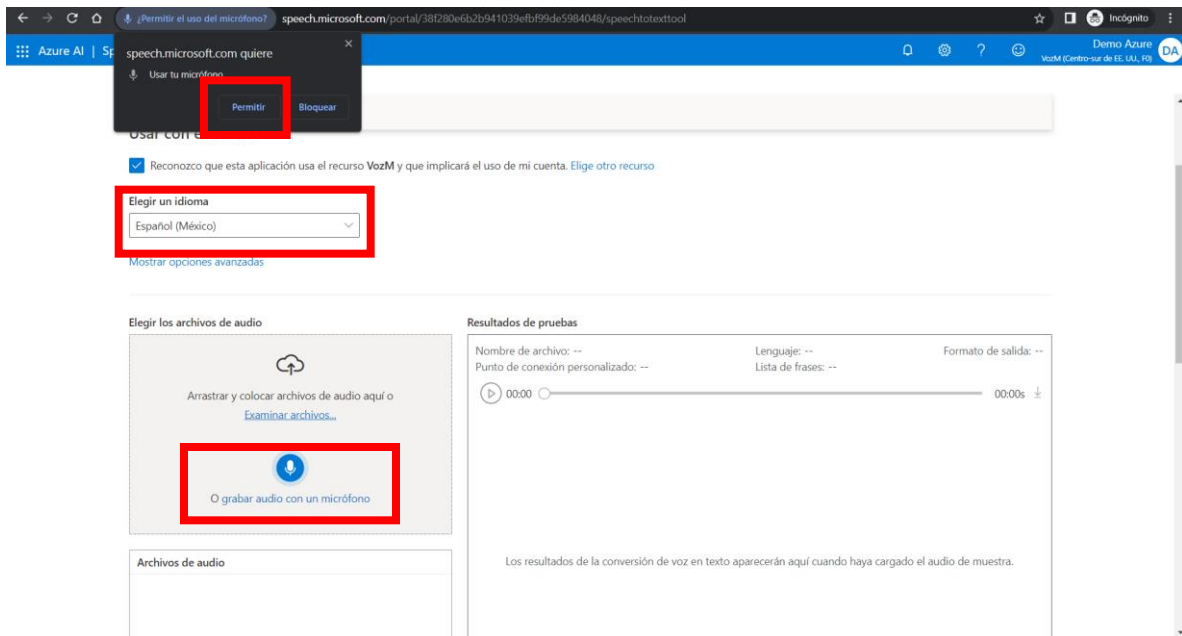 ¿Permitir el uso del micrófono? speech.microsoft.com/portal/38f280e6b2b941039efbf99de5984048/speechtotexttool Incógnito
Azure AI | Sp
Demo Azure
VozM (Centro-sur de EE. UU., F0)
DA
speech.microsoft.com quiere
Usar tu micrófono
Permitir Bloquear
Usar con e
Reconozco que esta aplicación usa el recurso VozM y que implicará el uso de mi cuenta. Elige otro recurso
Elegir un idioma
Español (México)
Mostrar opciones avanzadas
Elegir los archivos de audio
Arrastrar y colocar archivos de audio aquí o
Examinar archivos...
O grabar audio con un micrófono
Archivos de audio
Resultados de pruebas
Nombre de archivo: -- Lenguaje: -- Formato de salida: --
Punto de conexión personalizado: -- Lista de frases: --
00:00 00:00s
Los resultados de la conversión de voz en texto aparecerán aquí cuando haya cargado el audio de muestra.